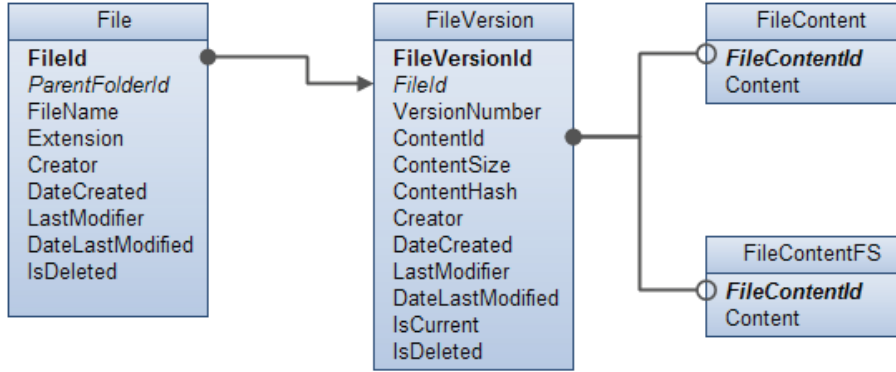 File
FileId
ParentFolderId
FileName
Extension
Creator
DateCreated
LastModifier
DateLastModified
IsDeleted
FileVersion
FileVersionId
FileId
VersionNumber
ContentId
ContentSize
ContentHash
Creator
DateCreated
LastModifier
DateLastModified
IsCurrent
IsDeleted
FileContent
FileContentId
Content
FileContentFS
FileContentId
Content